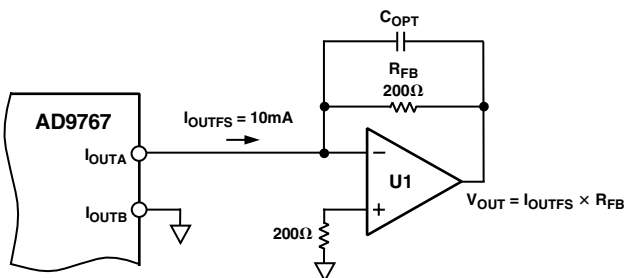 C_OPT
R_FB
200Ω
AD9767
I_OUTFS = 10mA
I_OUTA
–
U1
I_OUTB
+
V_OUT = I_OUTFS × R_FB
200Ω